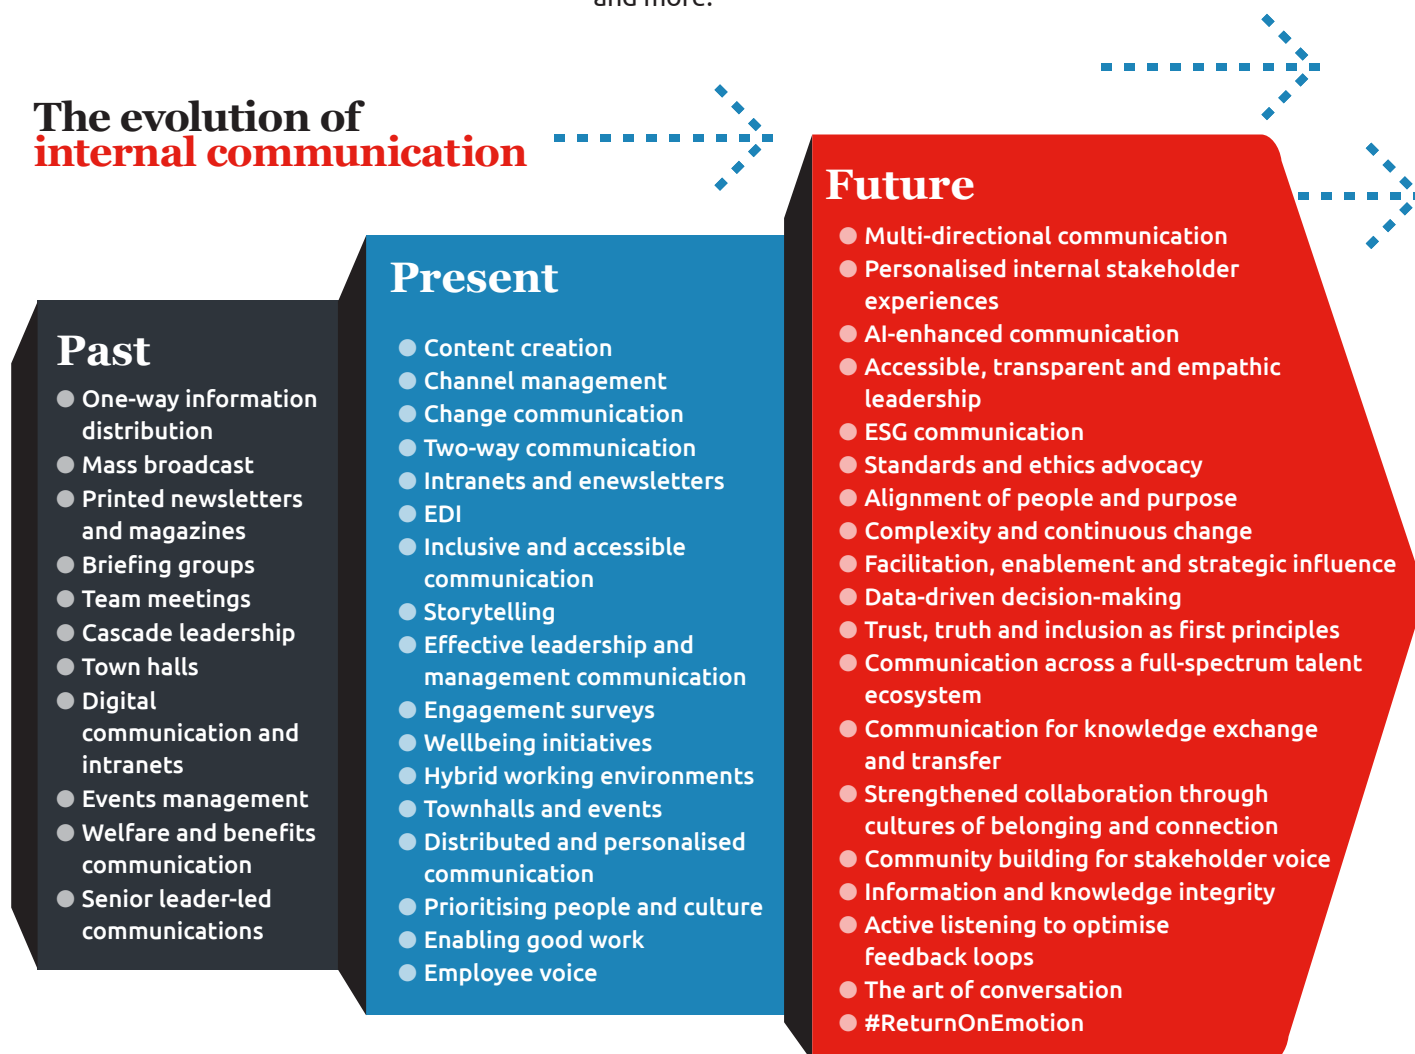 and more.
The evolution of
internal communication
Past
One-way information
distribution
Mass broadcast
Printed newsletters
and magazines
Briefing groups
Team meetings
Cascade leadership
Town halls
Digital
communication and
intranets
Events management
Welfare and benefits
communication
Senior leader-led
communications
Present
Content creation
Channel management
Change communication
Two-way communication
Intranets and enewsletters
EDI
Inclusive and accessible
communication
Storytelling
Effective leadership and
management communication
Engagement surveys
Wellbeing initiatives
Hybrid working environments
Townhalls and events
Distributed and personalised
communication
Prioritising people and culture
Enabling good work
Employee voice
Future
Multi-directional communication
Personalised internal stakeholder
experiences
AI-enhanced communication
Accessible, transparent and empathic
leadership
ESG communication
Standards and ethics advocacy
Alignment of people and purpose
Complexity and continuous change
Facilitation, enablement and strategic influence
Data-driven decision-making
Trust, truth and inclusion as first principles
Communication across a full-spectrum talent
ecosystem
Communication for knowledge exchange
and transfer
Strengthened collaboration through
cultures of belonging and connection
Community building for stakeholder voice
Information and knowledge integrity
Active listening to optimise
feedback loops
The art of conversation
#ReturnOnEmotion